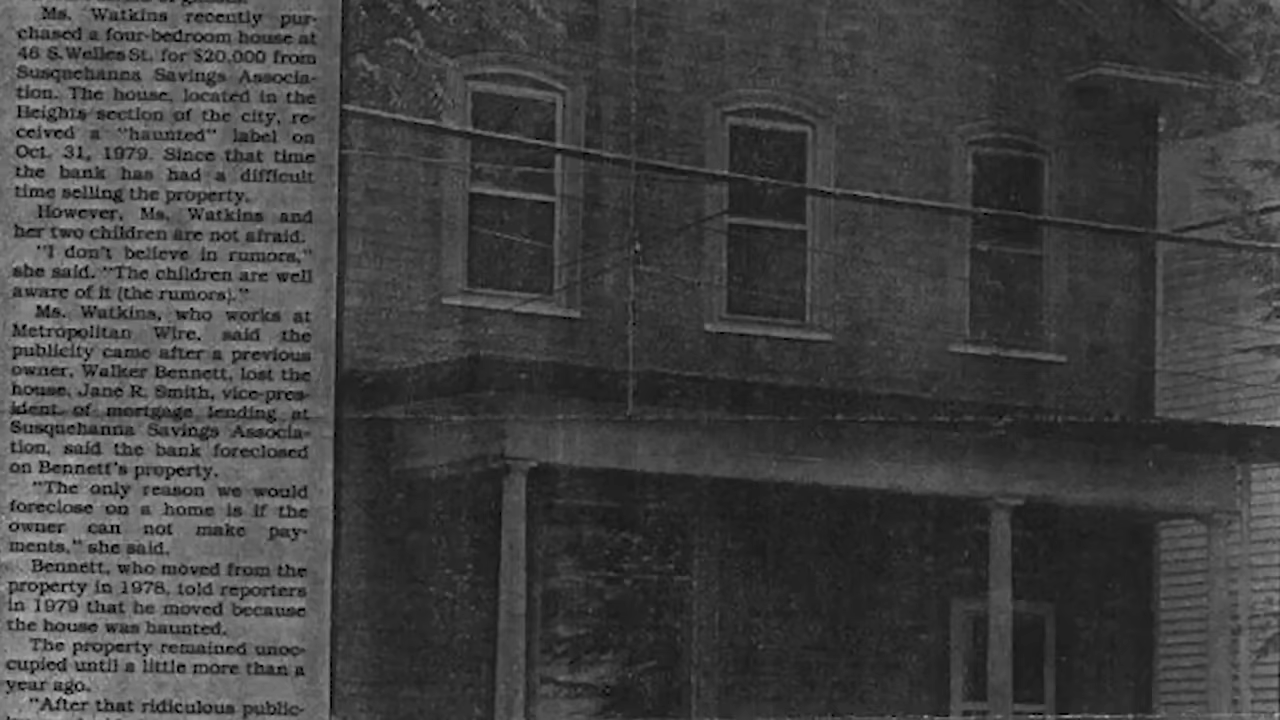 Ms. Watkins recently pur-
chased a four-bedroom house at
46 S. Welles St. for $20,000 from
Susquehanna Savings Associa-
tion. The house, located in the
Heights section of the city, re-
ceived a "haunted" label on
Oct. 31, 1979. Since that time
the bank has had a difficult
time selling the property.
However, Ms. Watkins and
her two children are not afraid.
"I don't believe in rumors,"
she said. "The children are well
aware of it (the rumors)."
Ms. Watkins, who works at
Metropolitan Wire, said the
publicity came after a previous
owner, Walker Bennett, lost the
house. Jane R. Smith, vice-pres-
ident of mortgage lending at
Susquehanna Savings Associa-
tion, said the bank foreclosed
on Bennett's property.
"The only reason we would
foreclose on a home is if the
owner can not make pay-
ments," she said.
Bennett, who moved from the
property in 1978, told reporters
in 1979 that he moved because
the house was haunted.
The property remained unoc-
cupied until a little more than a
year ago.
"After that ridiculous public-